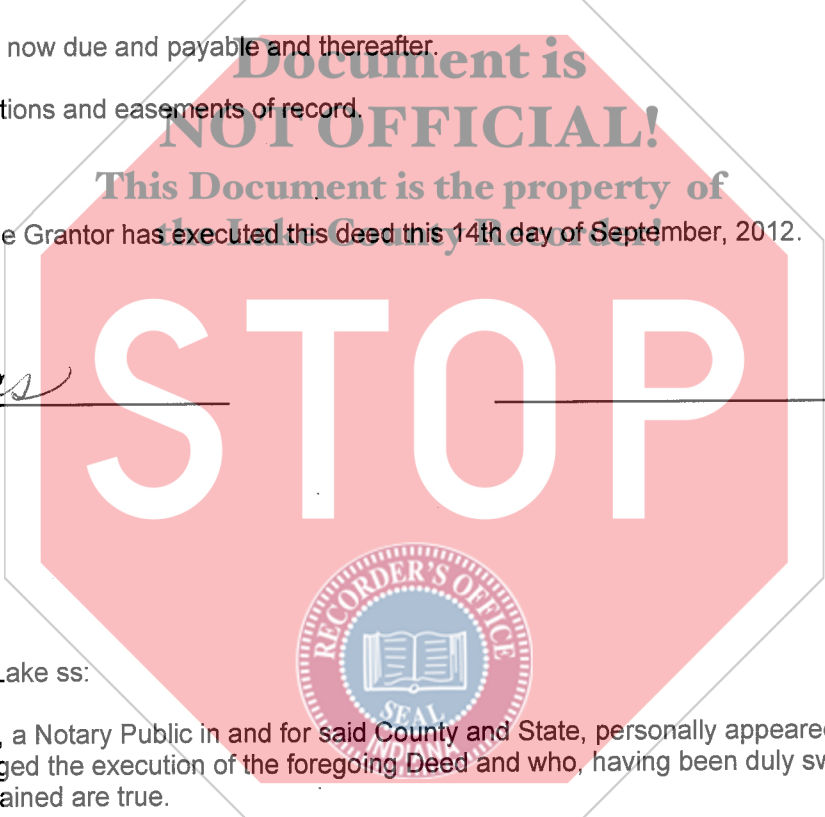 now due and payable and thereafter.
Document is
tions and easements of record.
NOT OFFICIAL!
This Document is the property of
the Lake County Recorder!
e Grantor has executed this deed this 14th day of September, 2012.
STOP
RECORDER'S OFFICE
SEAL
INDIANA
Lake ss:
, a Notary Public in and for said County and State, personally appeared
ged the execution of the foregoing Deed and who, having been duly sw
ained are true.